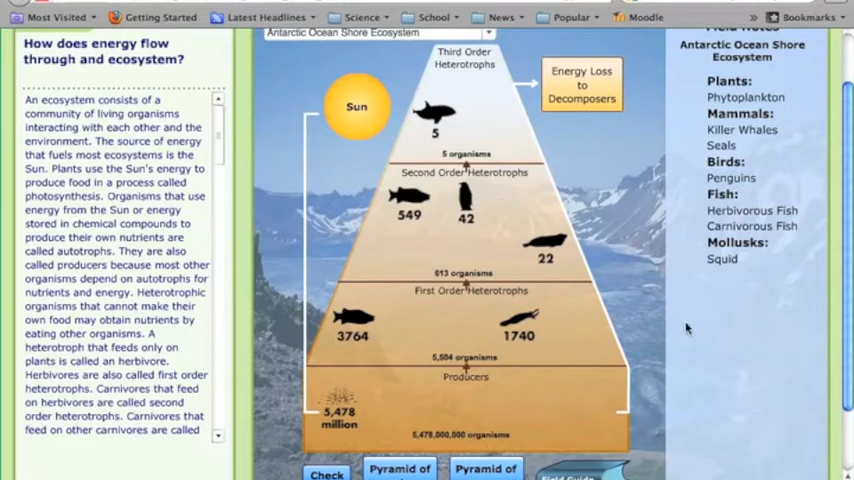 Most Visited
Getting Started
Latest Headlines
Science
School
News
Popular
Moodle
»
Bookmarks
How does energy flow
through and ecosystem?
An ecosystem consists of a
community of living organisms
interacting with each other and the
environment. The source of energy
that fuels most ecosystems is the
Sun. Plants use the Sun's energy to
produce food in a process called
photosynthesis. Organisms that use
energy from the Sun or energy
stored in chemical compounds to
produce their own nutrients are
called autotrophs. They are also
called producers because most other
organisms depend on autotrophs for
nutrients and energy. Heterotrophic
organisms that cannot make their
own food may obtain nutrients by
eating other organisms. A
heterotroph that feeds only on
plants is called an herbivore.
Herbivores are also called first order
heterotrophs. Carnivores that feed
on herbivores are called second
order heterotrophs. Carnivores that
feed on other carnivores are called
Antarctic Ocean Shore Ecosystem
Third Order
Heterotrophs
Sun
Energy Loss
to
Decomposers
5
5 organisms
Second Order Heterotrophs
549
42
22
613 organisms
First Order Heterotrophs
3764
1740
5,504 organisms
Producers
5,478
million
5,478,000,000 organisms
Check
Pyramid of
Pyramid of
Field Guide
Field Notes
Antarctic Ocean Shore
Ecosystem
Plants:
Phytoplankton
Mammals:
Killer Whales
Seals
Birds:
Penguins
Fish:
Herbivorous Fish
Carnivorous Fish
Mollusks:
Squid